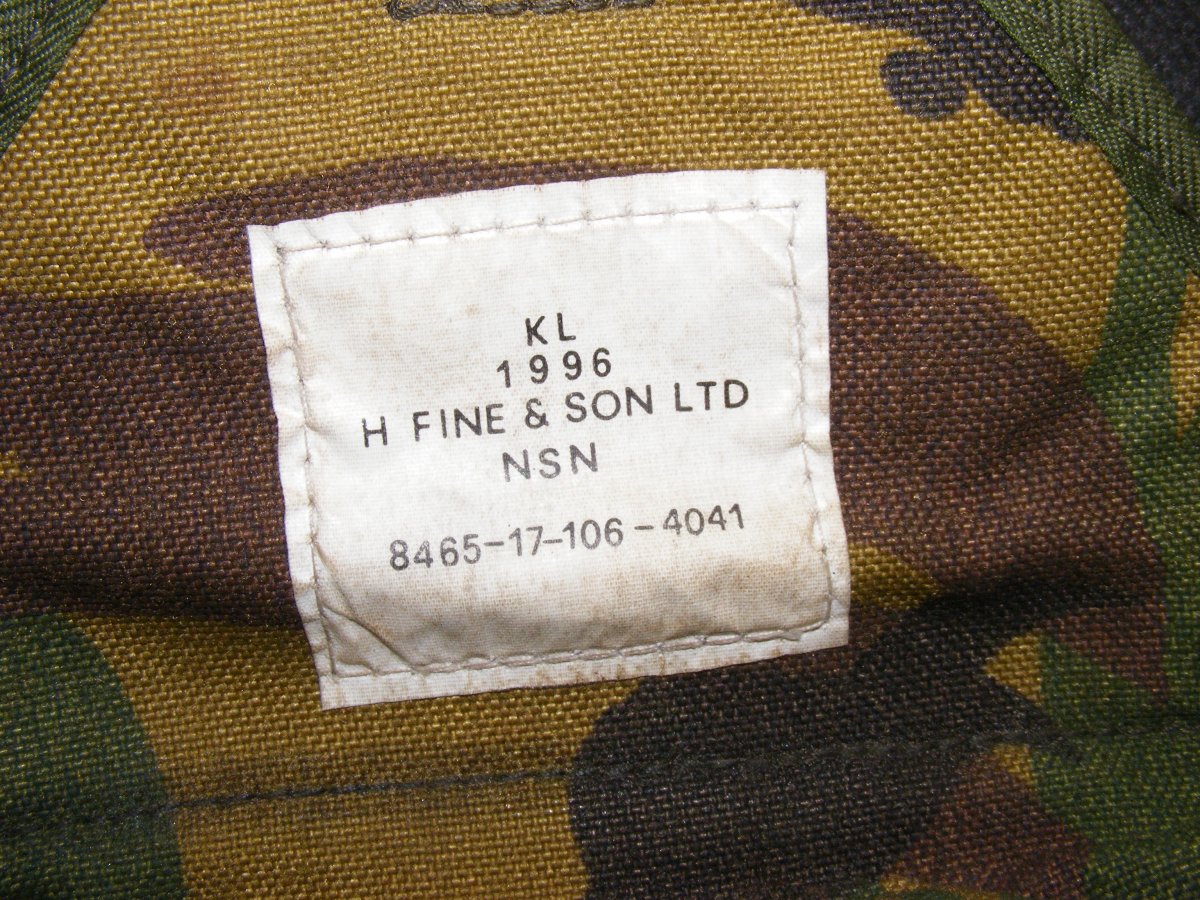 KL
1996
H FINE & SON LTD
NSN
8465-17-106-4041